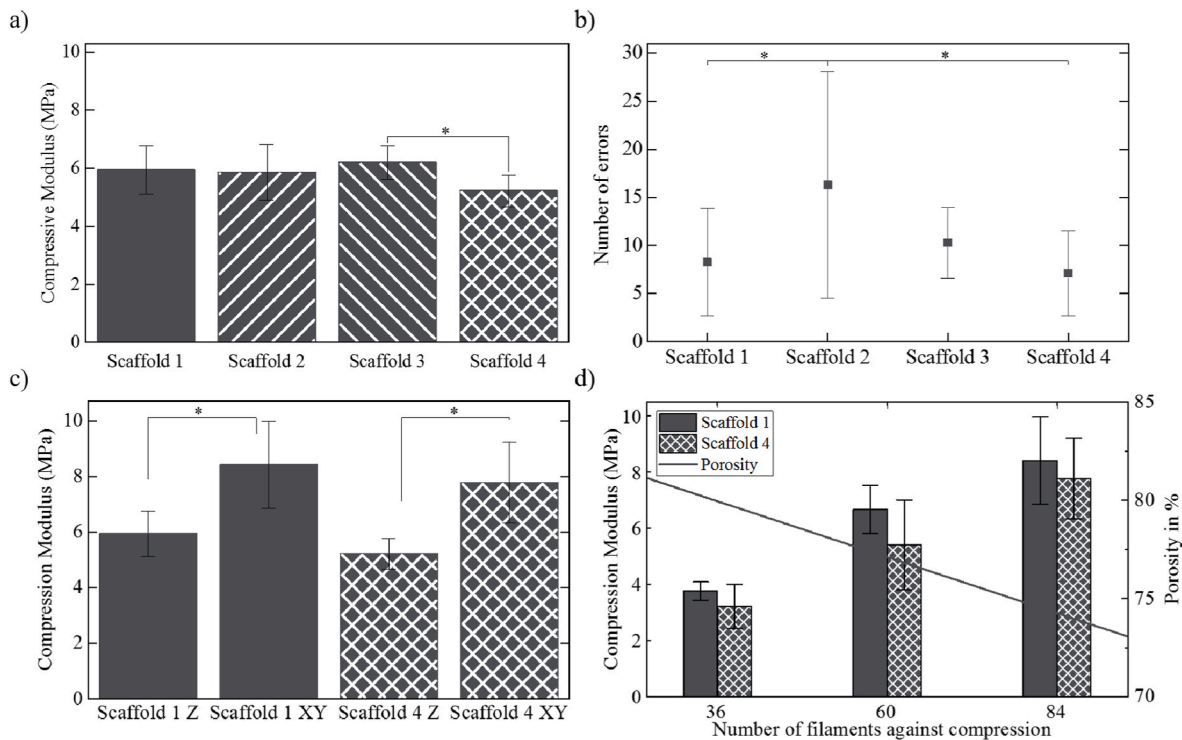 a)
10
8
6
4
2
0
Compressive Modulus (MPa)
*
Scaffold 1 Scaffold 2 Scaffold 3 Scaffold 4
b)
30
25
20
15
10
5
0
Number of errors
* *
Scaffold 1 Scaffold 2 Scaffold 3 Scaffold 4
c)
10
8
6
4
2
0
Compression Modulus (MPa)
* *
Scaffold 1 Z Scaffold 1 XY Scaffold 4 Z Scaffold 4 XY
d)
10
8
6
4
2
0
Compression Modulus (MPa)
Scaffold 1
Scaffold 4
Porosity
85
80
75
70
Porosity in %
36 60 84
Number of filaments against compression